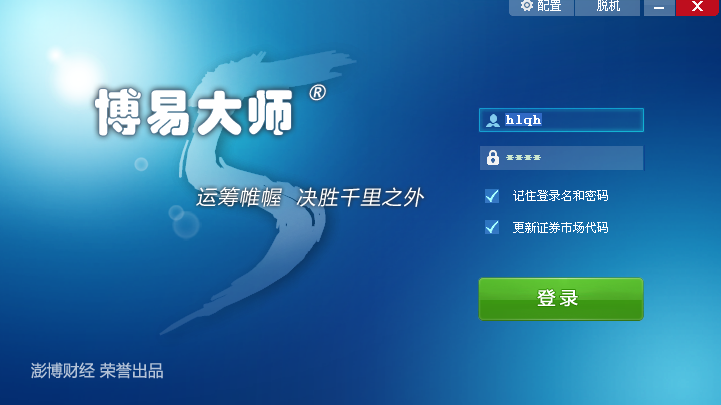 配置 脱机
博易大师®
hlqh
****
运筹帷幄 决胜千里之外
记住登录名和密码
更新证券市场代码
登录
澎博财经 荣誉出品